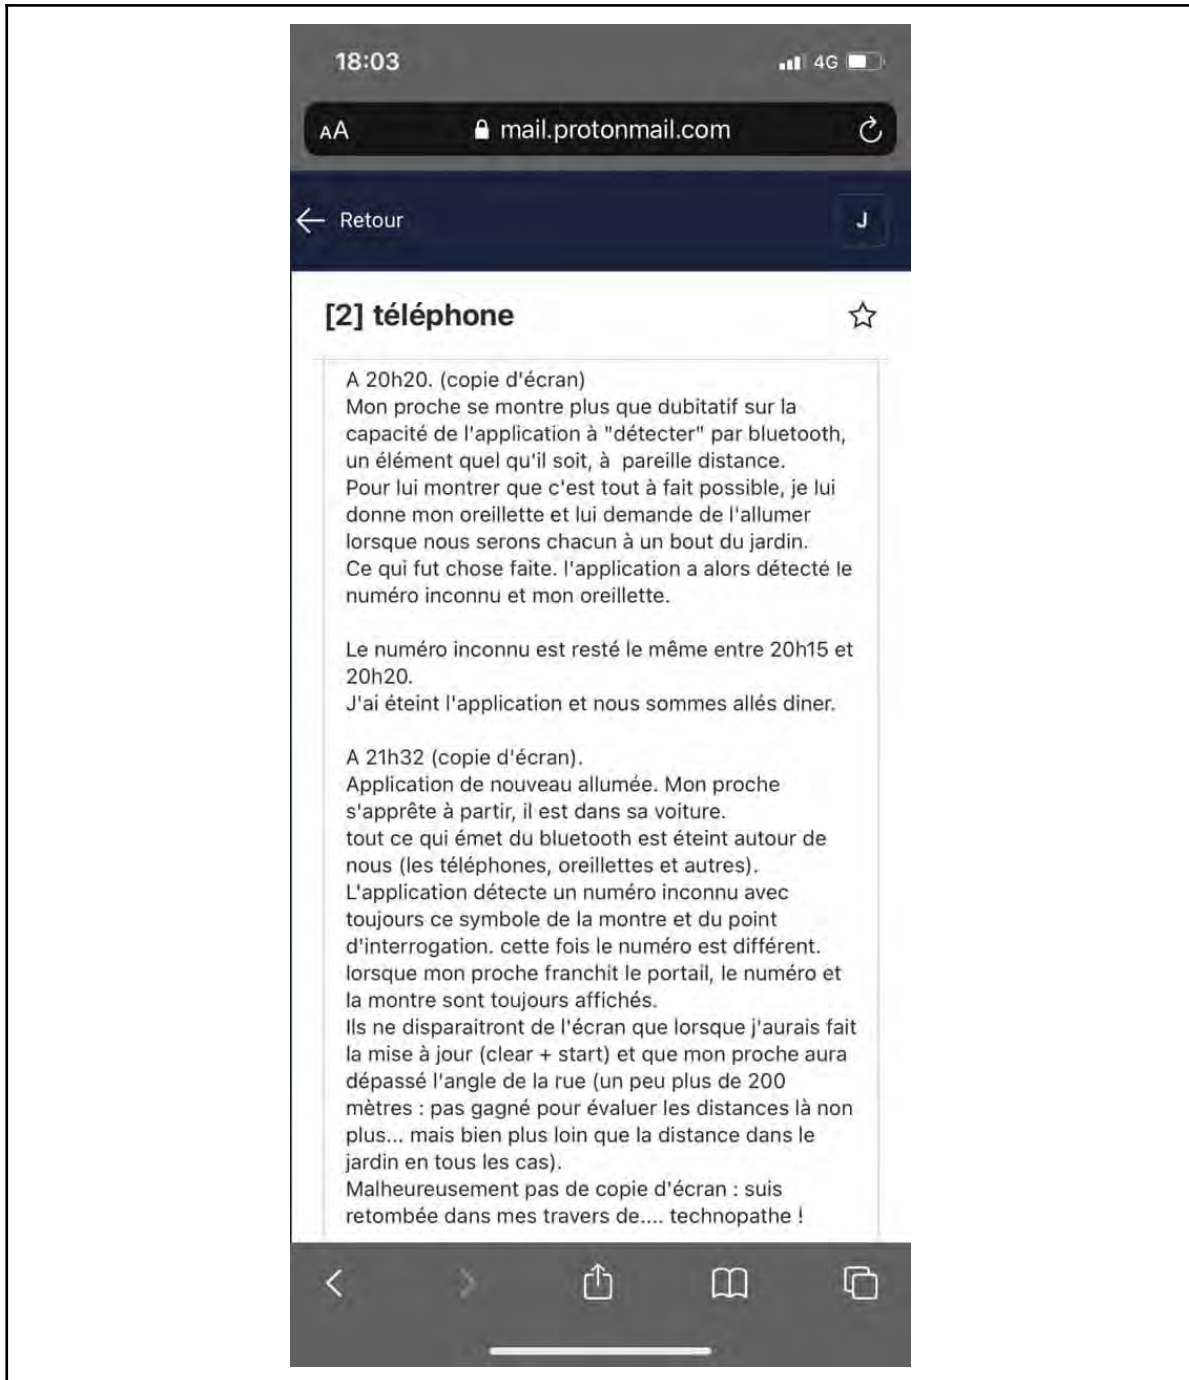 18:03
4G
AA
mail.protonmail.com
Retour
J
[2] téléphone
A 20h20. (copie d'écran)
Mon proche se montre plus que dubitatif sur la
capacité de l'application à "détecter" par bluetooth,
un élément quel qu'il soit, à  pareille distance.
Pour lui montrer que c'est tout à fait possible, je lui
donne mon oreillette et lui demande de l'allumer
lorsque nous serons chacun à un bout du jardin.
Ce qui fut chose faite. l'application a alors détecté le
numéro inconnu et mon oreillette.
Le numéro inconnu est resté le même entre 20h15 et
20h20.
J'ai éteint l'application et nous sommes allés diner.
A 21h32 (copie d'écran).
Application de nouveau allumée. Mon proche
s'apprête à partir, il est dans sa voiture.
tout ce qui émet du bluetooth est éteint autour de
nous (les téléphones, oreillettes et autres).
L'application détecte un numéro inconnu avec
toujours ce symbole de la montre et du point
d'interrogation. cette fois le numéro est différent.
lorsque mon proche franchit le portail, le numéro et
la montre sont toujours affichés.
Ils ne disparaitront de l'écran que lorsque j'aurais fait
la mise à jour (clear + start) et que mon proche aura
dépassé l'angle de la rue (un peu plus de 200
mètres : pas gagné pour évaluer les distances là non
plus... mais bien plus loin que la distance dans le
jardin en tous les cas).
Malheureusement pas de copie d'écran : suis
retombée dans mes travers de.... technopathe !